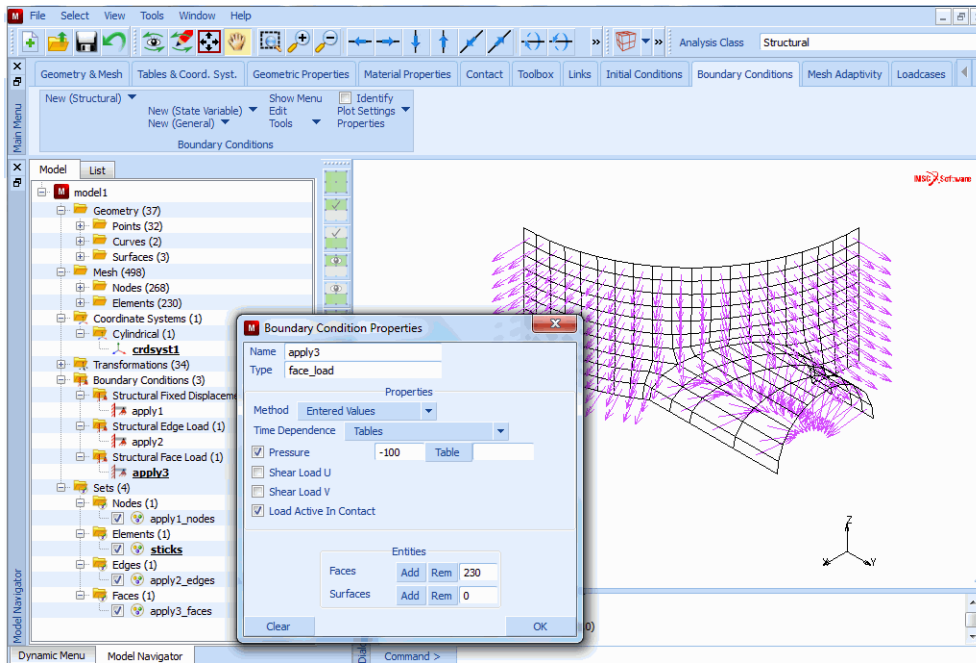 File Select View Tools Window Help
» » Analysis Class Structural
Geometry & Mesh Tables & Coord. Syst. Geometric Properties Material Properties Contact Toolbox Links Initial Conditions Boundary Conditions Mesh Adaptivity Loadcases
Main Menu
New (Structural) Show Menu Identify
New (State Variable) Edit Plot Settings
New (General) Tools Properties
Boundary Conditions
Model List
model1
Geometry (37)
Points (32)
Curves (2)
Surfaces (3)
Mesh (498)
Nodes (268)
Elements (230)
Coordinate Systems (1)
Cylindrical (1)
crdsyst1
Transformations (34)
Boundary Conditions (3)
Structural Fixed Displaceme
apply1
Structural Edge Load (1)
apply2
Structural Face Load (1)
apply3
Sets (4)
Nodes (1)
apply1_nodes
Elements (1)
sticks
Edges (1)
apply2_edges
Faces (1)
apply3_faces
Model Navigator
Dynamic Menu Model Navigator
M Boundary Condition Properties X
Name apply3
Type face_load
Properties
Method Entered Values
Time Dependence Tables
Pressure -100 Table
Shear Load U
Shear Load V
Load Active In Contact
Entities
Faces Add Rem 230
Surfaces Add Rem 0
Clear OK
MSC Software
Z
X Y
0)
Command >